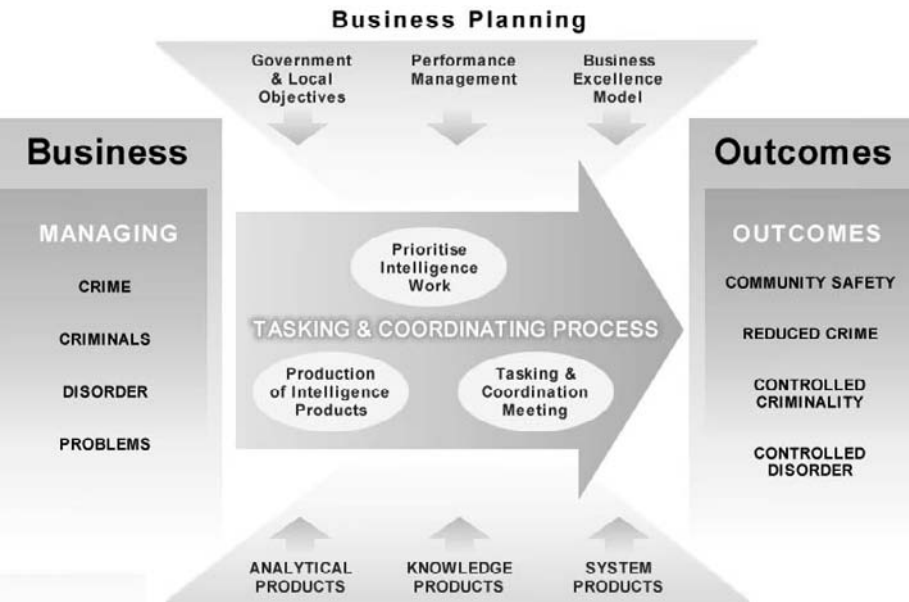 Business Planning
Government
& Local
Objectives
Performance
Management
Business
Excellence
Model
Business
MANAGING
CRIME
CRIMINALS
DISORDER
PROBLEMS
Prioritise
Intelligence
Work
TASKING & COORDINATING PROCESS
Production
of Intelligence
Products
Tasking &
Coordination
Meeting
Outcomes
OUTCOMES
COMMUNITY SAFETY
REDUCED CRIME
CONTROLLED
CRIMINALITY
CONTROLLED
DISORDER
ANALYTICAL
PRODUCTS
KNOWLEDGE
PRODUCTS
SYSTEM
PRODUCTS